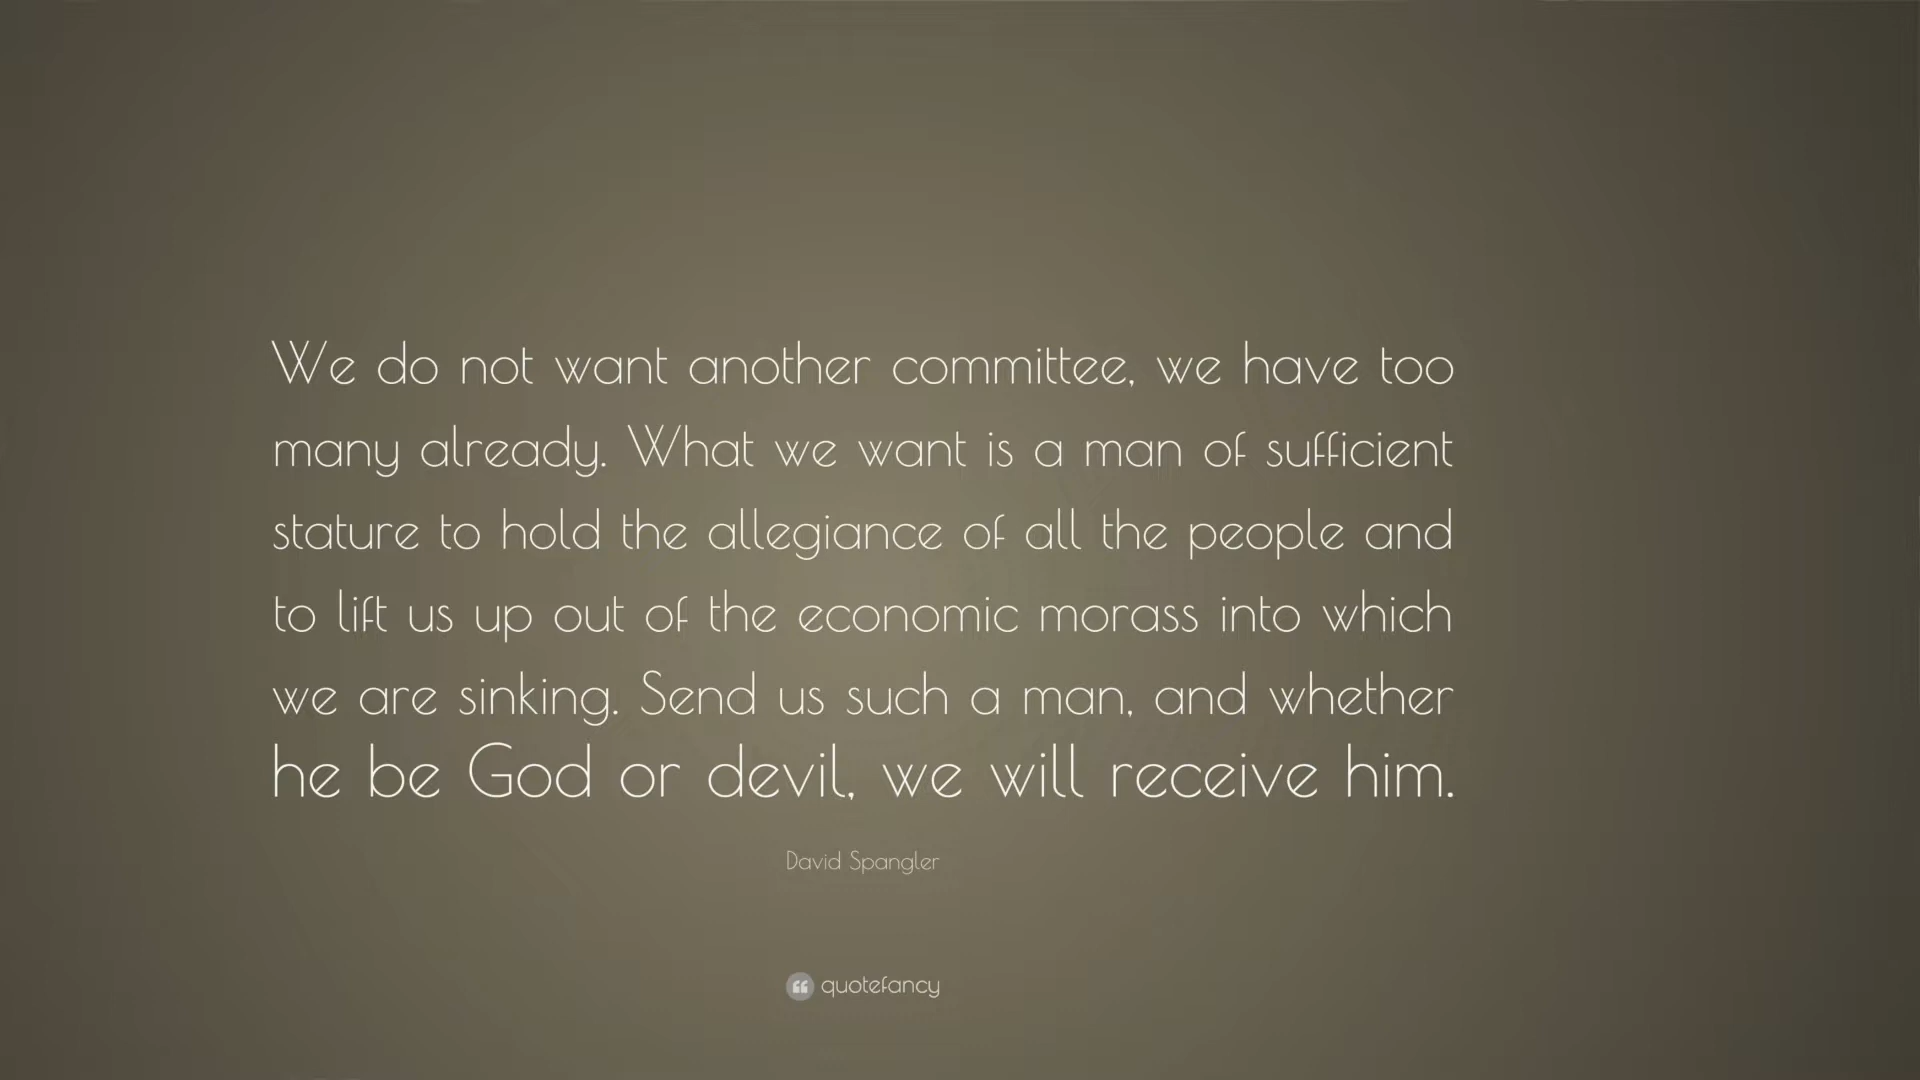 We do not want another committee, we have too
many already. What we want is a man of sufficient
stature to hold the allegiance of all the people and
to lift us up out of the economic morass into which
we are sinking. Send us such a man, and whether
he be God or devil, we will receive him.
David Spangler
quotefancy